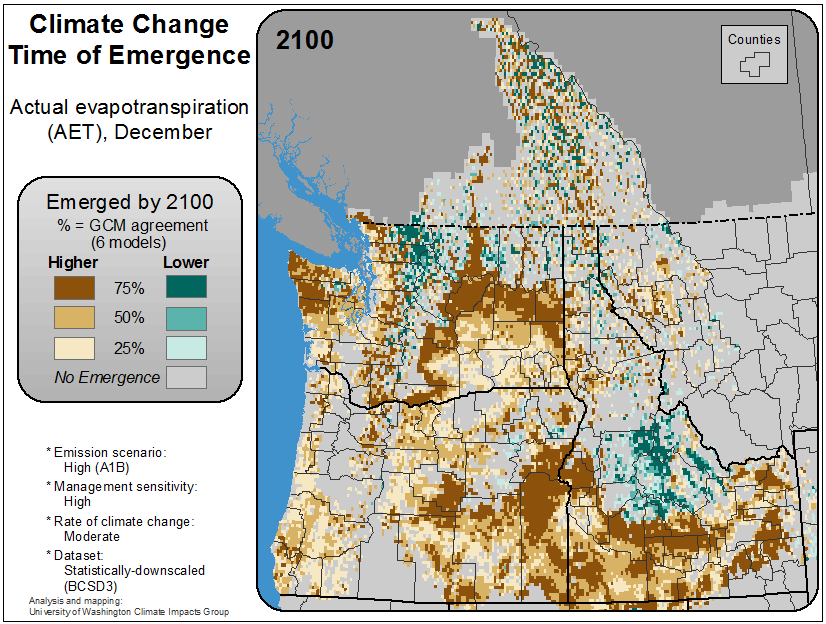 Climate Change
Time of Emergence
Actual evapotranspiration
(AET), December
Emerged by 2100
% = GCM agreement
(6 models)
Higher Lower
75%
50%
25%
No Emergence
* Emission scenario:
High (A1B)
* Management sensitivity:
High
* Rate of climate change:
Moderate
* Dataset:
Statistically-downscaled
(BCSD3)
Analysis and mapping:
University of Washington Climate Impacts Group
2100
Counties